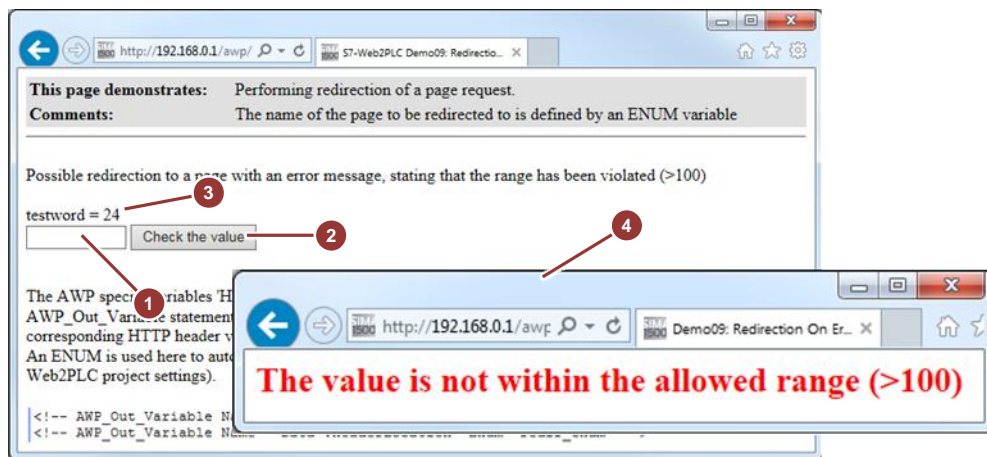 http://192.168.0.1/awp/
S7-Web2PLC Demo09: Redirectio...
This page demonstrates: Performing redirection of a page request.
Comments: The name of the page to be redirected to is defined by an ENUM variable
Possible redirection to a page with an error message, stating that the range has been violated (>100)
3
testword = 24
Check the value
2
4
1
The AWP
AWP_Out_Variable statement
corresponding HTTP header
An ENUM is used here to
Web2PLC project settings).
<!-- AWP_Out_Variable
<!-- AWP_Out_Variable
http://192.168.0.1/awp
Demo09: Redirection On Er...
The value is not within the allowed range (>100)